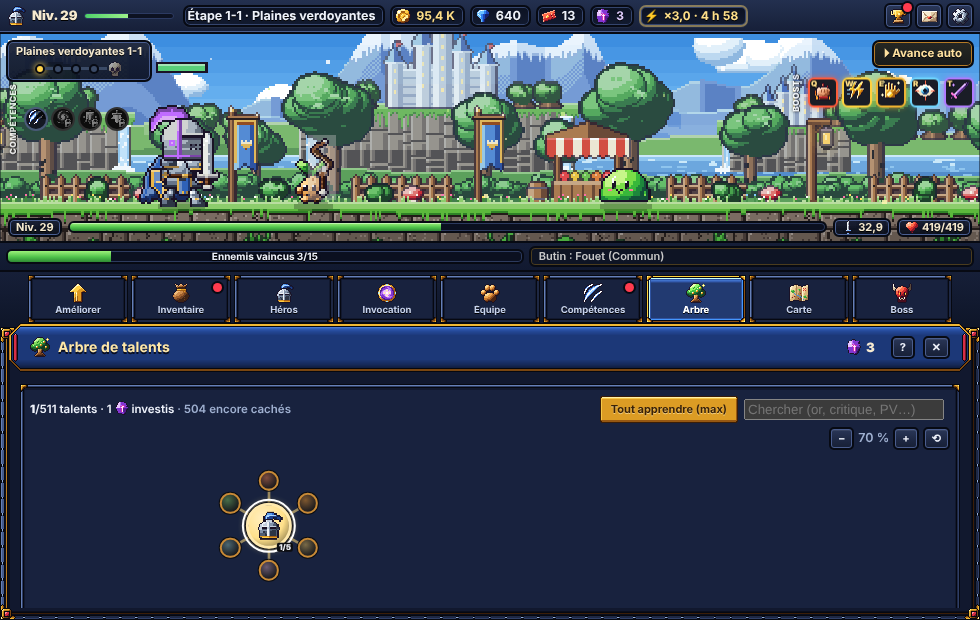 Niv. 29
Étape 1-1 · Plaines verdoyantes
95,4 K
640
13
3
×3,0 · 4 h 58
Plaines verdoyantes 1-1
Avance auto
COMPÉTENCES
BOOSTS
Q
W
E
R
T
Niv. 29
32,9
419/419
Ennemis vaincus 3/15
Butin : Fouet (Commun)
Améliorer
Inventaire
Héros
Invocation
Equipe
Compétences
Arbre
Carte
Boss
Arbre de talents
3
?
×
1/511 talents · 1 investis · 504 encore cachés
Tout apprendre (max)
Chercher (or, critique, PV…)
−
70 %
+
⟲
1/5